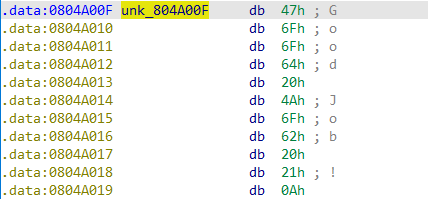 .data:0804A00F unk_804A00F db 47h ; G
.data:0804A010 db 6Fh ; o
.data:0804A011 db 6Fh ; o
.data:0804A012 db 64h ; d
.data:0804A013 db 20h
.data:0804A014 db 4Ah ; J
.data:0804A015 db 6Fh ; o
.data:0804A016 db 62h ; b
.data:0804A017 db 20h
.data:0804A018 db 21h ; !
.data:0804A019 db 0Ah